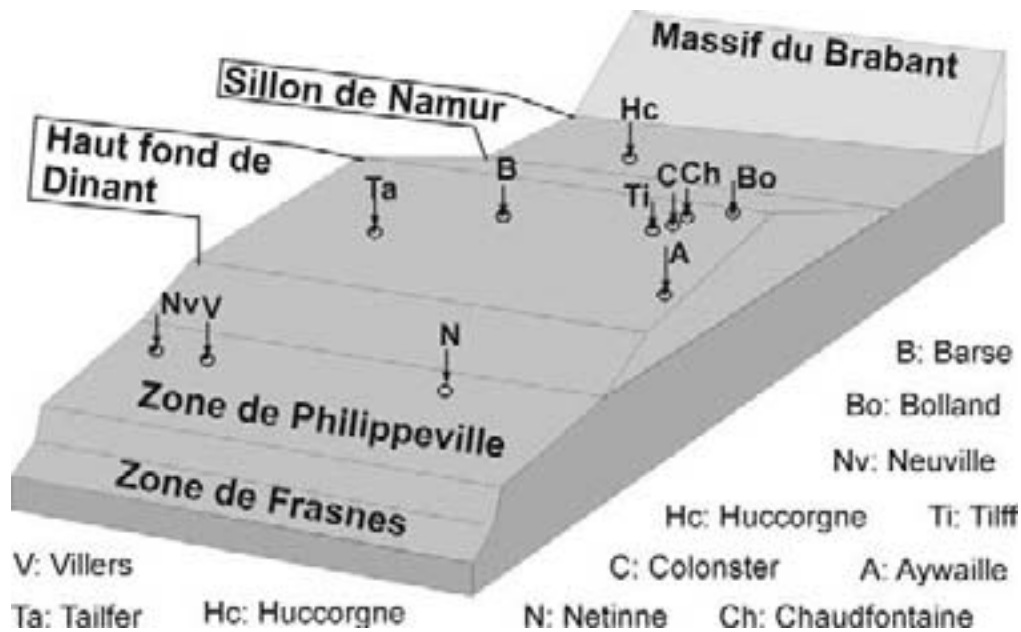 Massif du Brabant
Sillon de Namur
Hc
Haut fond de
Dinant
Ta
B
Ti
C
Ch
Bo
A
Nv
V
N
B: Barse
Bo: Bolland
Zone de Philippeville
Nv: Neuville
Zone de Frasnes
Hc: Huccorgne
Ti: Tilff
V: Villers
C: Colonster
A: Aywaille
Ta: Tailfer
Hc: Huccorgne
N: Netinne
Ch: Chaudfontaine